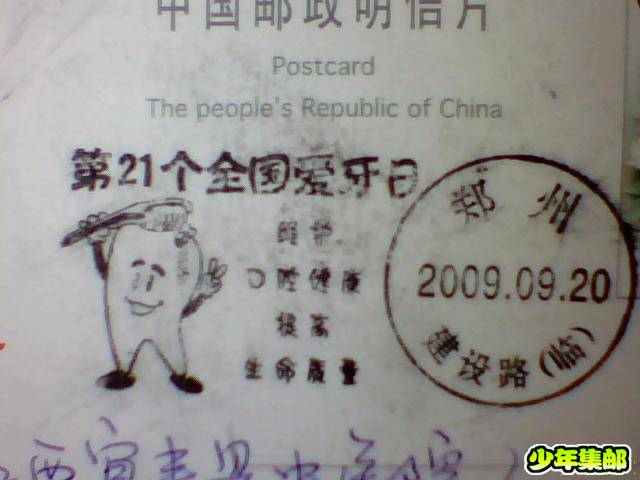 中国邮政明信片
Postcard
The people's Republic of China
第21个全国爱牙日
口腔健康
提高
生命质量
郑州
2009.09.20
建设路(临)
少年集邮